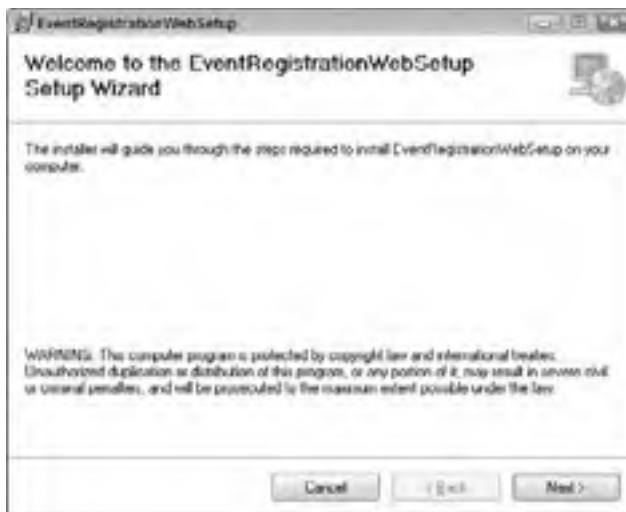 EventRegistrationWebSetup
Welcome to the EventRegistrationWebSetup
Setup Wizard
The installer will guide you through the steps required to install EventRegistrationWebSetup on your
computer.
WARNING: This computer program is protected by copyright law and international treaties.
Unauthorized duplication or distribution of this program, or any portion of it, may result in severe civil
or criminal penalties, and will be prosecuted to the maximum extent possible under the law.
Cancel
< Back
Next >